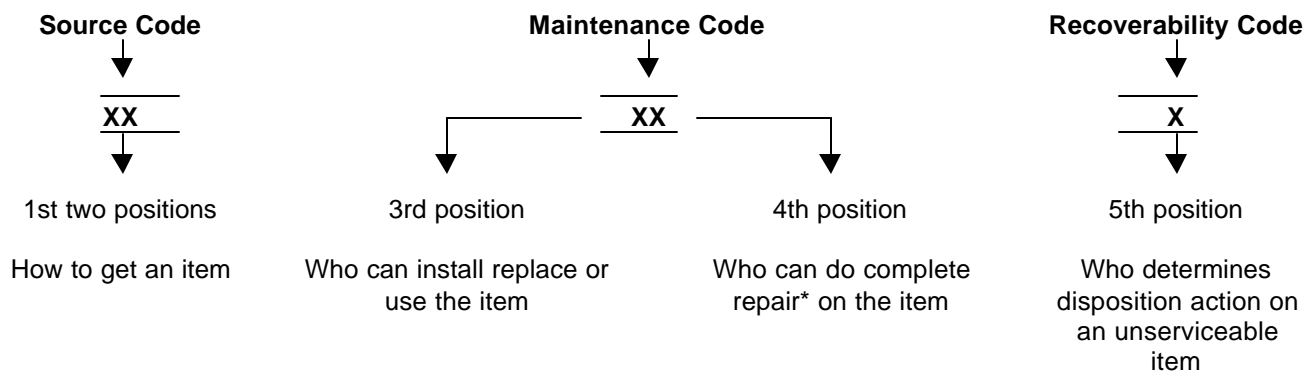 Source Code
Maintenance Code
Recoverability Code
XX
XX
X
1st two positions
3rd position
4th position
5th position
How to get an item
Who can install replace or
use the item
Who can do complete
repair* on the item
Who determines
disposition action on
an unserviceable
item